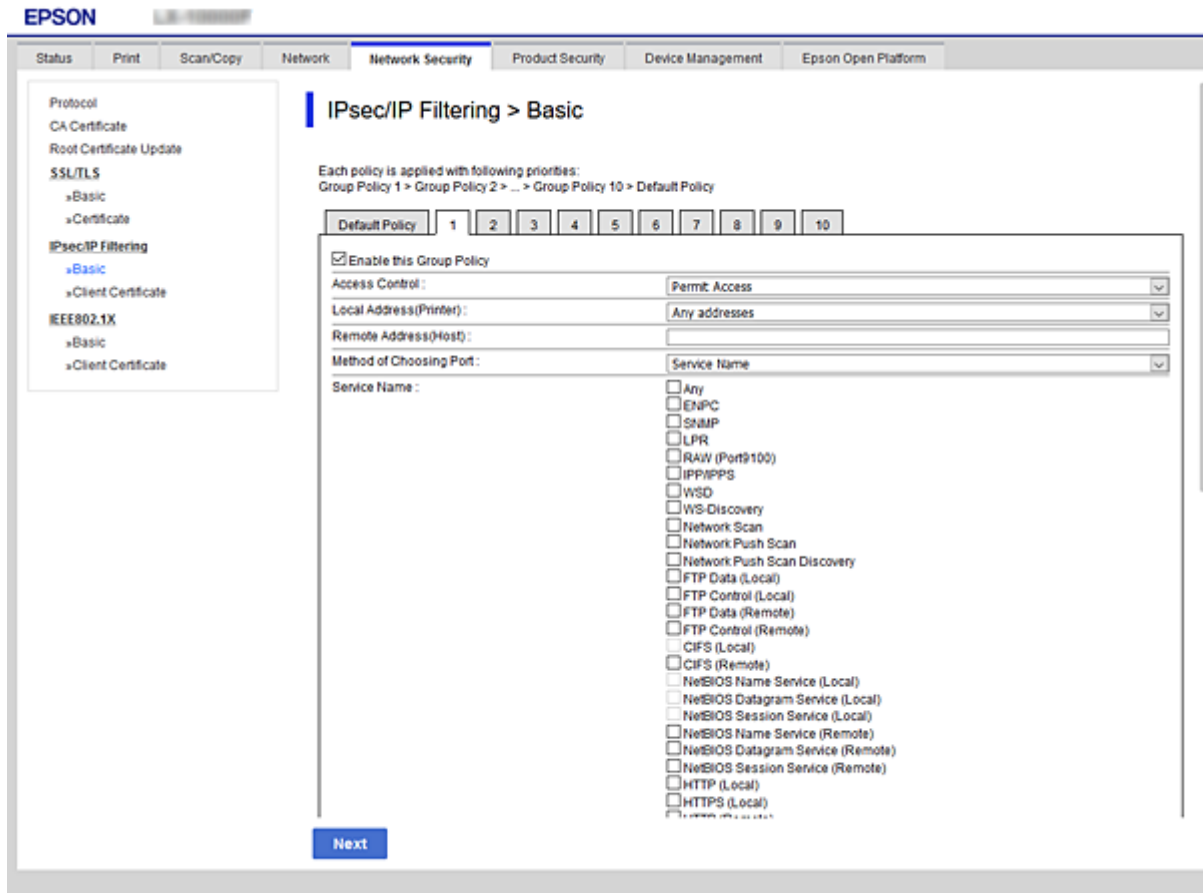 EPSON
Status Print Scan/Copy Network Network Security Product Security Device Management Epson Open Platform
Protocol
CA Certificate
Root Certificate Update
SSL/TLS
»Basic
»Certificate
IPsec/IP Filtering
»Basic
»Client Certificate
IEEE802.1X
»Basic
»Client Certificate
IPsec/IP Filtering > Basic
Each policy is applied with following priorities:
Group Policy 1 > Group Policy 2 > ... > Group Policy 10 > Default Policy
Default Policy 1 2 3 4 5 6 7 8 9 10
Enable this Group Policy
Access Control : Permit Access
Local Address(Printer) : Any addresses
Remote Address(Host) :
Method of Choosing Port : Service Name
Service Name : Any
ENPC
SNMP
LPR
RAW (Port9100)
IPP/IPPS
WSD
WS-Discovery
Network Scan
Network Push Scan
Network Push Scan Discovery
FTP Data (Local)
FTP Control (Local)
FTP Data (Remote)
FTP Control (Remote)
CIFS (Local)
CIFS (Remote)
NetBIOS Name Service (Local)
NetBIOS Datagram Service (Local)
NetBIOS Session Service (Local)
NetBIOS Name Service (Remote)
NetBIOS Datagram Service (Remote)
NetBIOS Session Service (Remote)
HTTP (Local)
HTTPS (Local)
Next